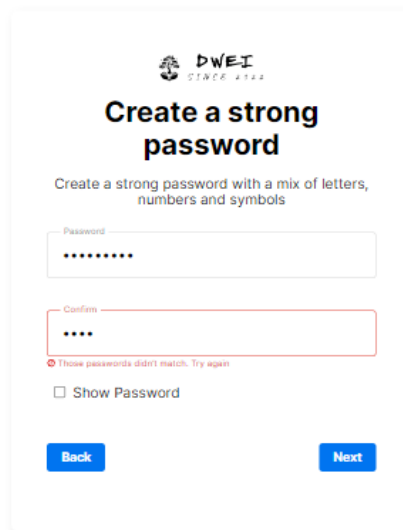 DWEI
SINCE
Create a strong
password
Create a strong password with a mix of letters,
numbers and symbols
Password
•••••••••
Confirm
••••
Those passwords didn't match. Try again
Show Password
Back
Next